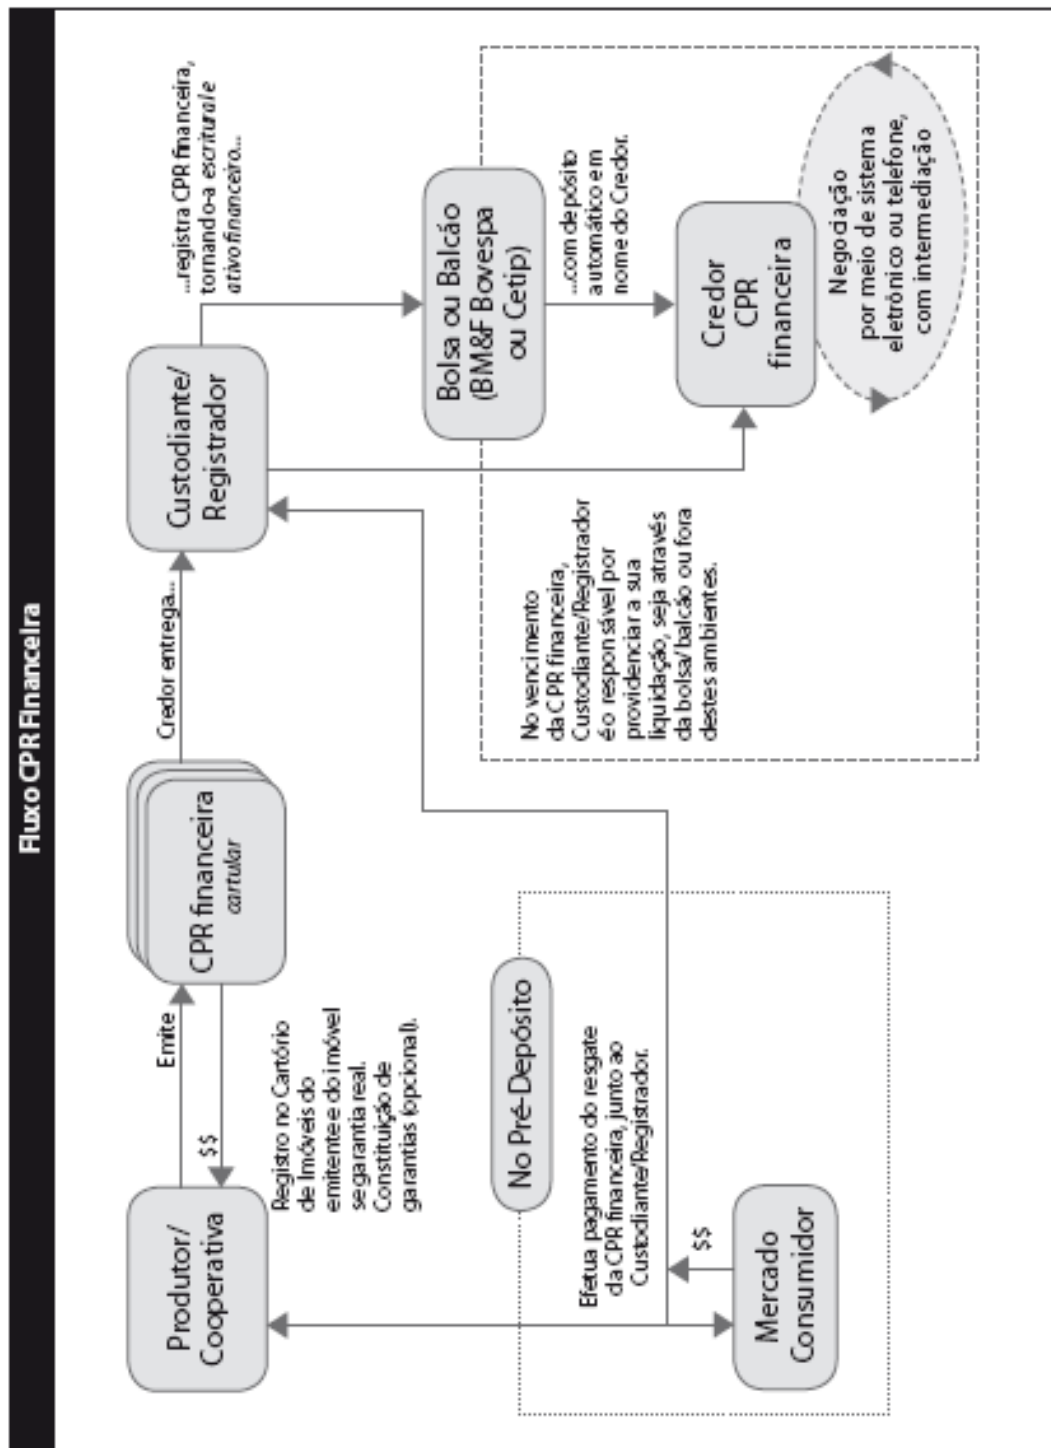 Fluxo CPR Financeira
Produtor/
Cooperativa
Emite
$$
CPR financeira
cartular
Credor entrega...
Custodiante/
Registrador
...registra CPR financeira,
tornando-a escritural e
ativo financeiro...
Registro no Cartório
de Imóveis do
emitente e do imóvel
se garantia real.
Constituição de
garantias (opcional).
Bolsa ou Balcão
(BM&F Bovespa
ou Cetip)
...com depósito
automático em
nome do Credor.
No Pré-Depósito
Efetua pagamento do resgate
da CPR financeira, junto ao
Custodiante/Registrador.
$$
Mercado
Consumidor
No vencimento
da CPR financeira,
Custodiante/Registrador
é o responsável por
providenciar a sua
liquidação, seja através
da bolsa/balcão ou fora
destes ambientes.
Credor
CPR
financeira
Negociação
por meio de sistema
eletrônico ou telefone,
com intermediação